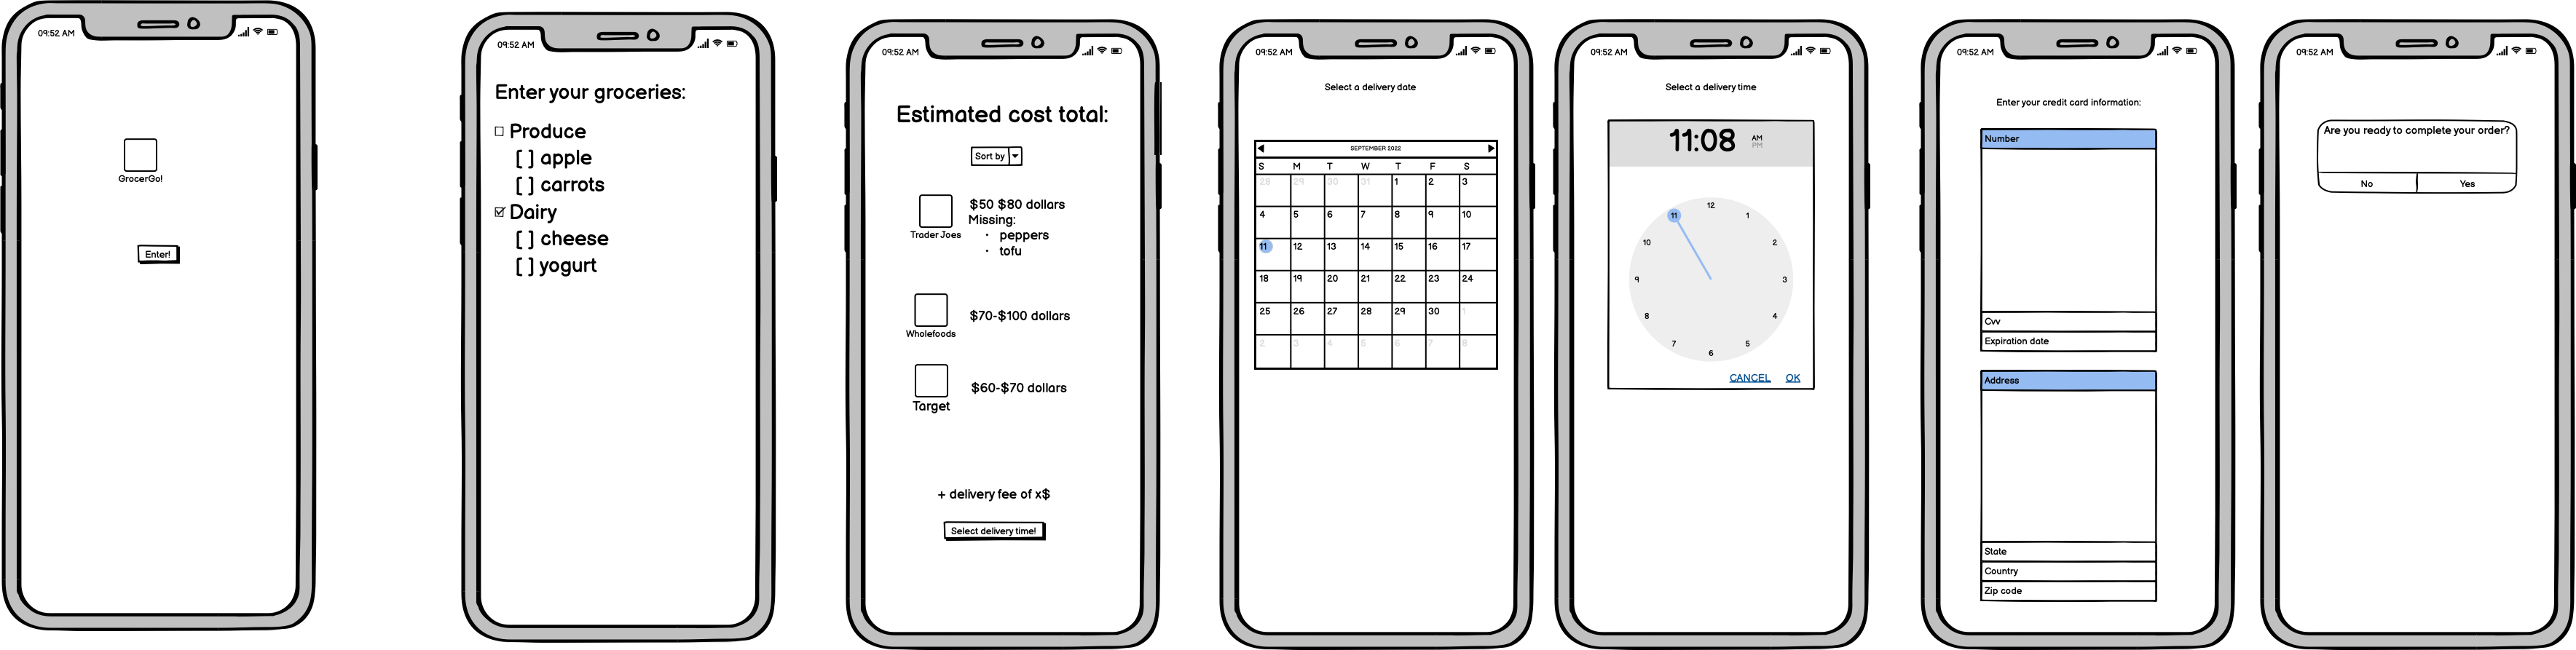 09:52 AM
GrocerGo!
Enter!
09:52 AM
Enter your groceries:
Produce
[ ] apple
[ ] carrots
Dairy
[ ] cheese
[ ] yogurt
09:52 AM
Estimated cost total:
Sort by
$50 $80 dollars
Missing:
· peppers
· tofu
Trader Joes
$70-$100 dollars
Wholefoods
$60-$70 dollars
Target
+ delivery fee of x$
Select delivery time!
09:52 AM
Select a delivery date
SEPTEMBER 2022
S M T W T F S
28 29 30 31 1 2 3
4 5 6 7 8 9 10
11 12 13 14 15 16 17
18 19 20 21 22 23 24
25 26 27 28 29 30 1
2 3 4 5 6 7 8
09:52 AM
Select a delivery time
11:08 AM
PM
12
11 1
10 2
9 3
8 4
7 5
6
CANCEL OK
09:52 AM
Enter your credit card information:
Number
Cvv
Expiration date
Address
State
Country
Zip code
09:52 AM
Are you ready to complete your order?
No Yes